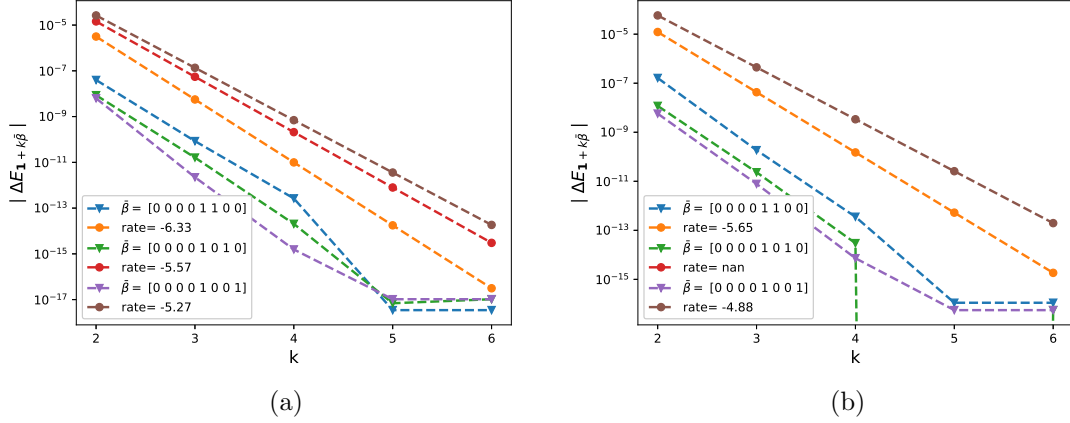 10⁻⁵
10⁻⁷
10⁻⁹
10⁻¹¹
10⁻¹³
10⁻¹⁵
10⁻¹⁷
| ΔE₁ ₊ ₖβ̄ |
β̄ = [0 0 0 0 1 1 0 0]
rate= -6.33
β̄ = [0 0 0 0 1 0 1 0]
rate= -5.57
β̄ = [0 0 0 0 1 0 0 1]
rate= -5.27
2 3 4 5 6
k
(a)
10⁻⁵
10⁻⁷
10⁻⁹
10⁻¹¹
10⁻¹³
10⁻¹⁵
| ΔE₁ ₊ ₖβ̄ |
β̄ = [0 0 0 0 1 1 0 0]
rate= -5.65
β̄ = [0 0 0 0 1 0 1 0]
rate= nan
β̄ = [0 0 0 0 1 0 0 1]
rate= -4.88
2 3 4 5 6
k
(b)